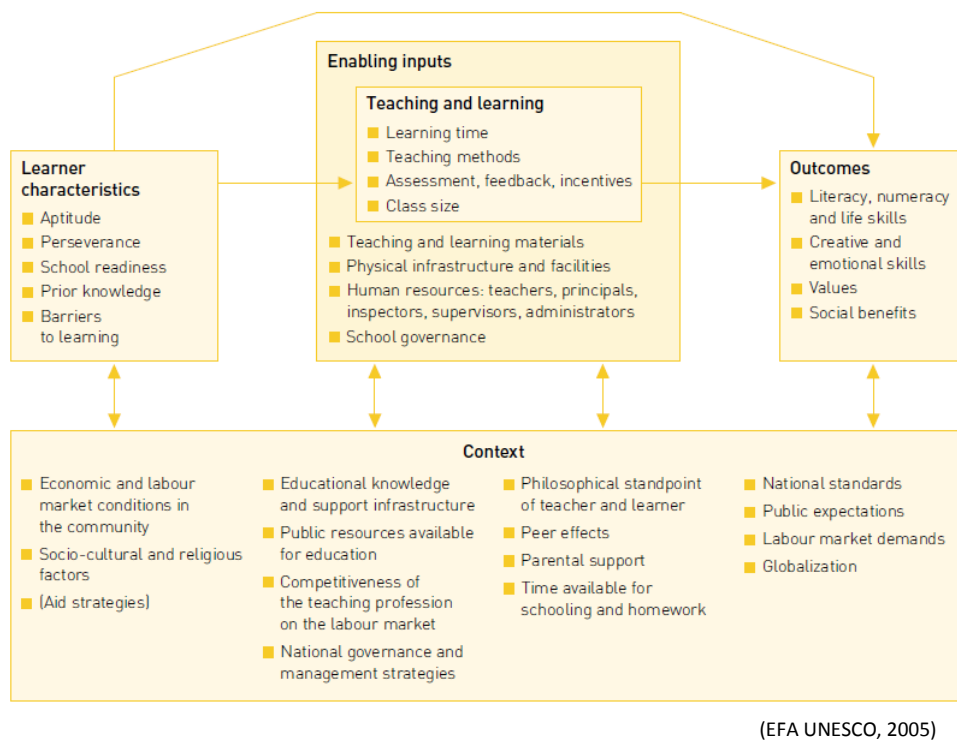 Enabling inputs
Teaching and learning
Learning time
Teaching methods
Assessment, feedback, incentives
Class size
Teaching and learning materials
Physical infrastructure and facilities
Human resources: teachers, principals,
inspectors, supervisors, administrators
School governance
Learner
characteristics
Aptitude
Perseverance
School readiness
Prior knowledge
Barriers
to learning
Outcomes
Literacy, numeracy
and life skills
Creative and
emotional skills
Values
Social benefits
Context
Economic and labour
market conditions in
the community
Socio-cultural and religious
factors
(Aid strategies)
Educational knowledge
and support infrastructure
Public resources available
for education
Competitiveness of
the teaching profession
on the labour market
National governance and
management strategies
Philosophical standpoint
of teacher and learner
Peer effects
Parental support
Time available for
schooling and homework
National standards
Public expectations
Labour market demands
Globalization
(EFA UNESCO, 2005)